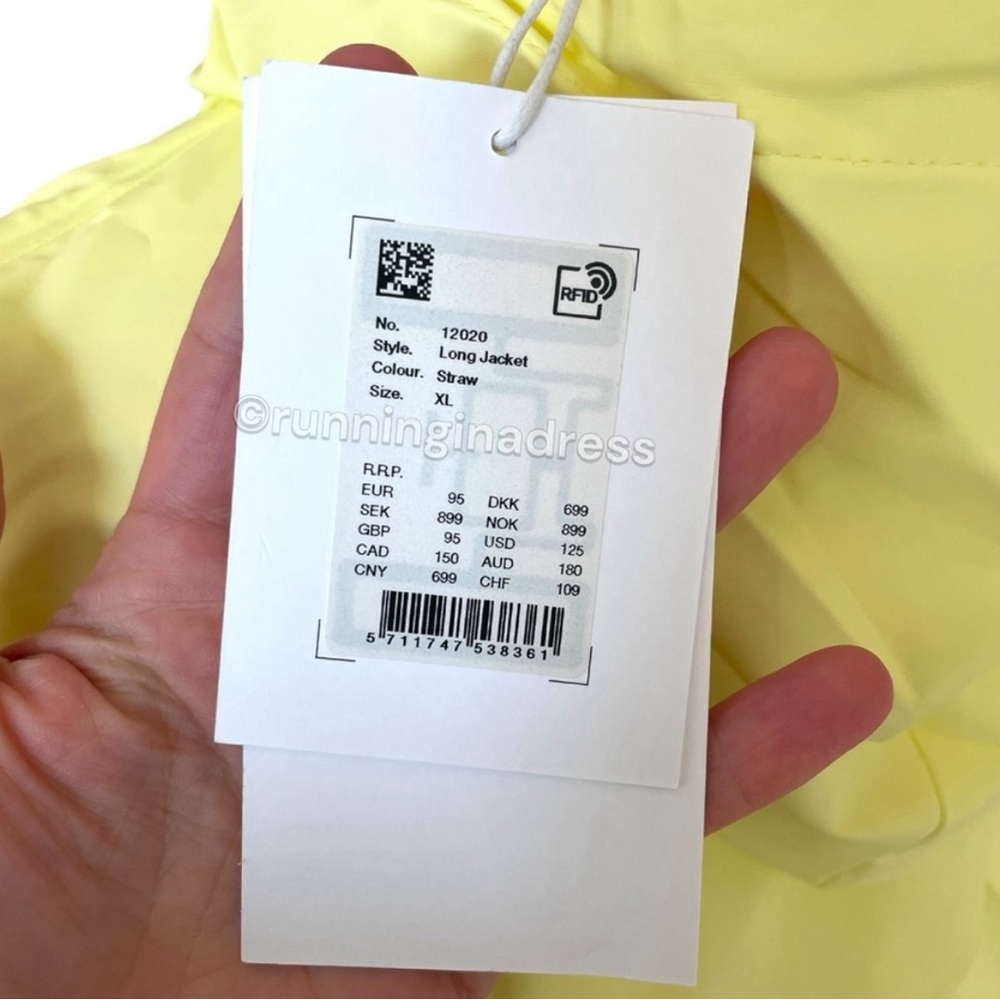 RFID
No. 12020
Style. Long Jacket
Colour. Straw
Size. XL
©runninginadress
R.R.P.
EUR 95 DKK 699
SEK 899 NOK 899
GBP 95 USD 125
CAD 150 AUD 180
CNY 699 CHF 109
5 711747 538361